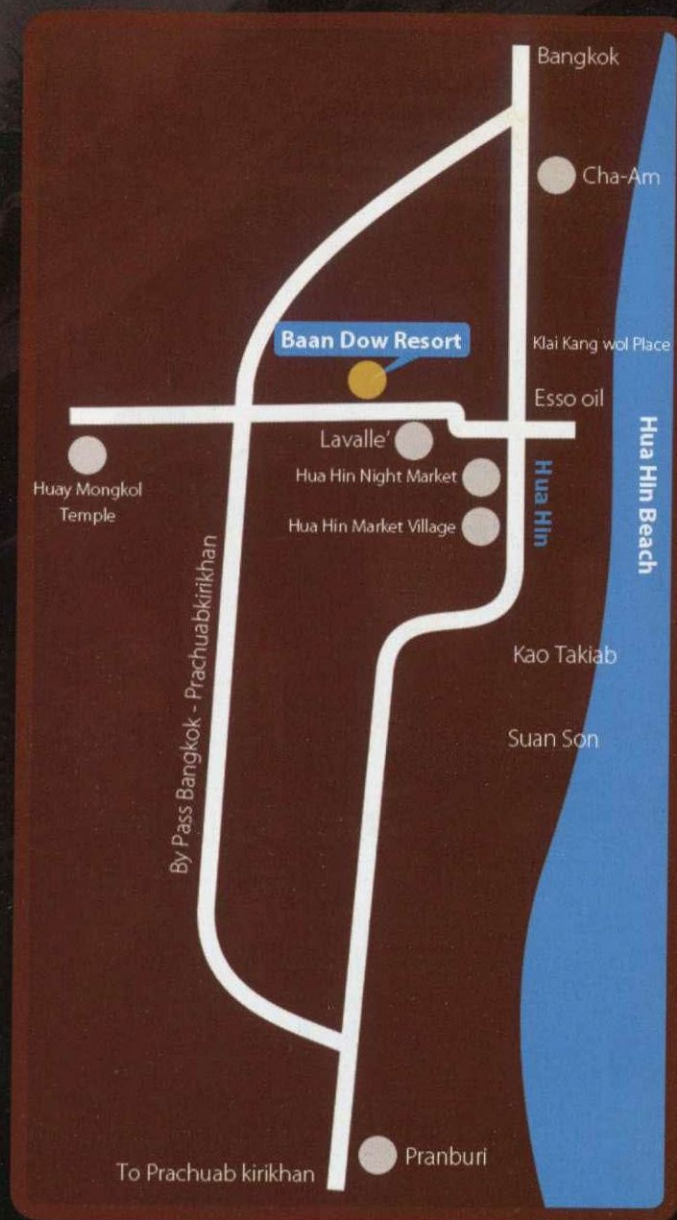 Bangkok
Cha-Am
Baan Dow Resort
Klai Kang wol Place
Esso oil
Lavalle'
Hua Hin Night Market
Hua Hin Market Village
Hua Hin
Hua Hin Beach
Huay Mongkol
Temple
By Pass Bangkok - Prachuabkirikhan
Kao Takiab
Suan Son
Pranburi
To Prachuab kirikhan